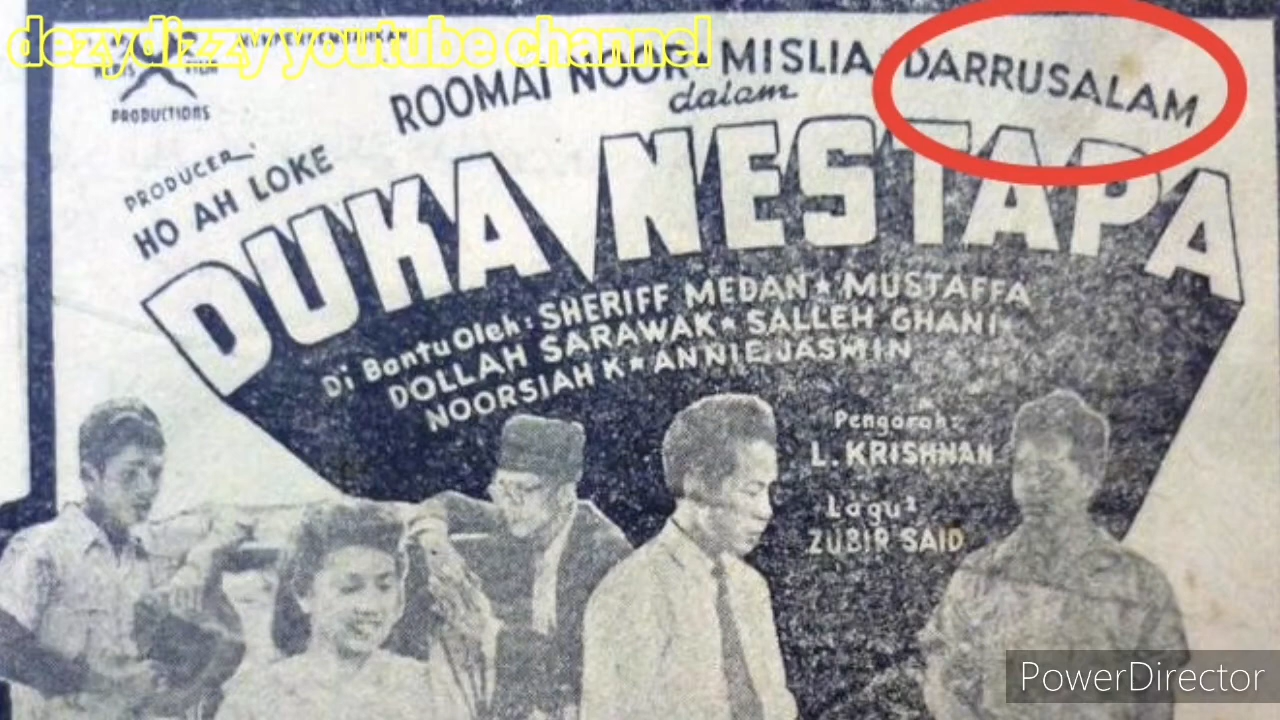 dezydizzy youtube channel
FILM
PRODUCTIONS
ROOMAI NOOR MISLIA DARRUSALAM
dalam
PRODUCER
HO AH LOKE
DUKA NESTAPA
Di Bantu Oleh: SHERIFF MEDAN ★ MUSTAFFA
DOLLAH SARAWAK ★ SALLEH GHANI
NOORSIAH K ★ ANNIE JASMIN
Pengarah:
L. KRISHNAN
Lagu²
ZUBIR SAID
PowerDirector